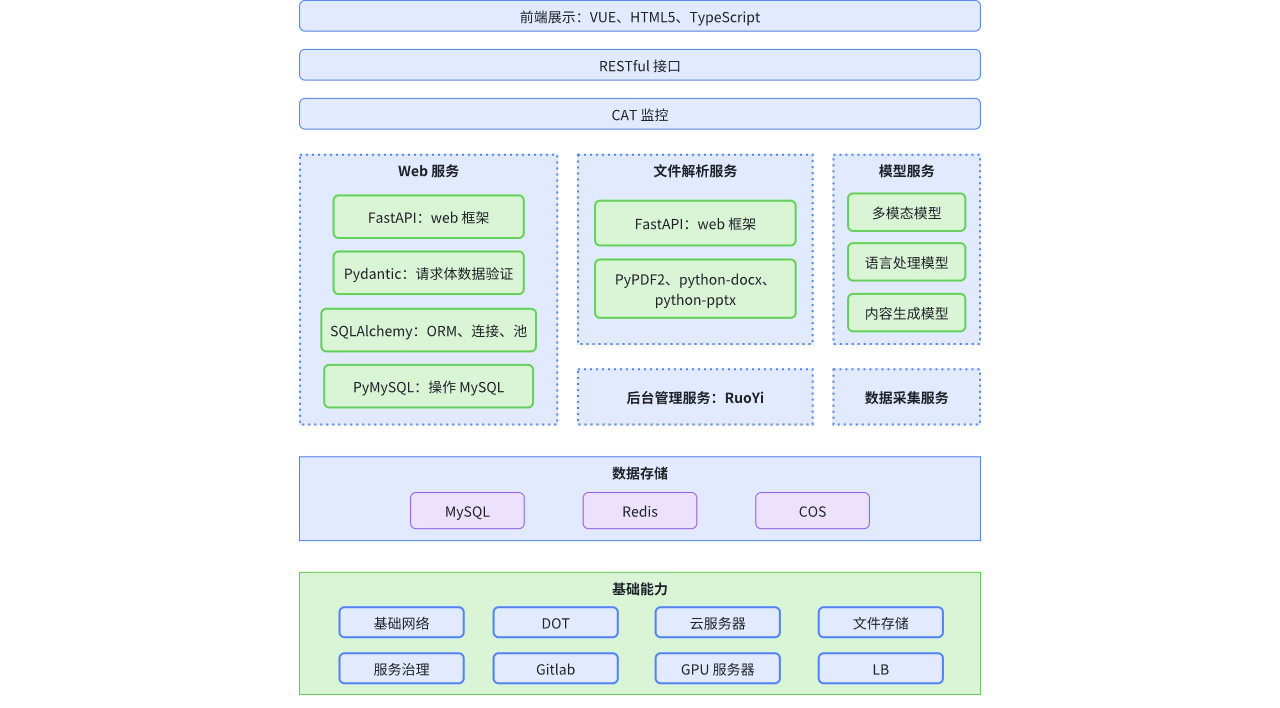 前端展示：VUE、HTML5、TypeScript
RESTful 接口
CAT 监控
Web 服务
FastAPI：web 框架
Pydantic：请求体数据验证
SQLAlchemy：ORM、连接、池
PyMySQL：操作 MySQL
文件解析服务
FastAPI：web 框架
PyPDF2、python-docx、
python-pptx
模型服务
多模态模型
语言处理模型
内容生成模型
后台管理服务：RuoYi
数据采集服务
数据存储
MySQL
Redis
COS
基础能力
基础网络
DOT
云服务器
文件存储
服务治理
Gitlab
GPU 服务器
LB